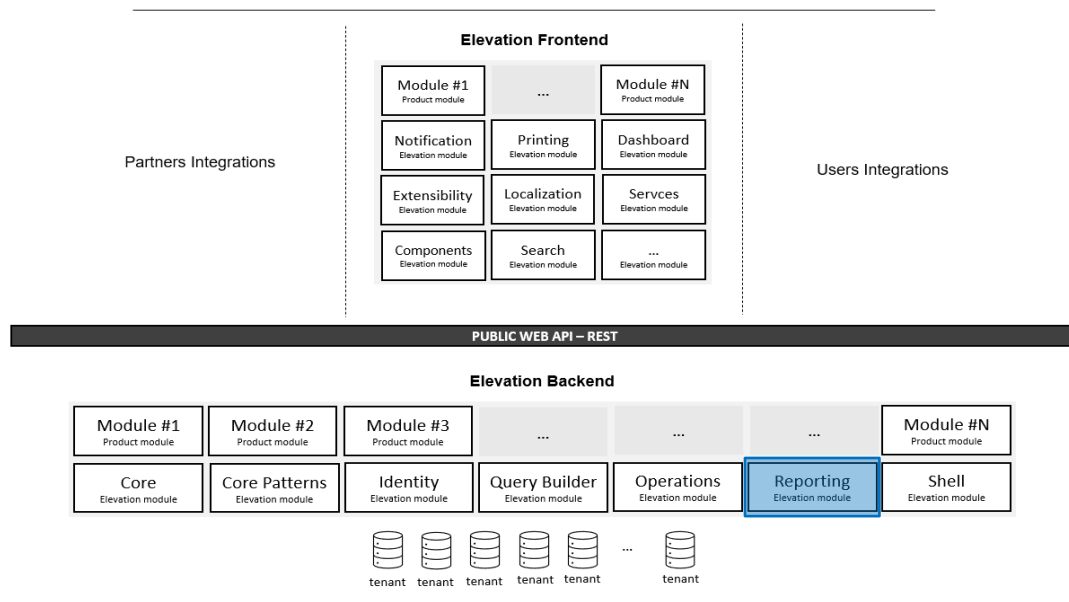 Elevation Frontend
Module #1
Product module
...
Module #N
Product module
Notification
Elevation module
Printing
Elevation module
Dashboard
Elevation module
Partners Integrations
Users Integrations
Extensibility
Elevation module
Localization
Elevation module
Servces
Elevation module
Components
Elevation module
Search
Elevation module
...
Elevation module
PUBLIC WEB API – REST
Elevation Backend
Module #1
Product module
Module #2
Product module
Module #3
Product module
...
...
...
Module #N
Product module
Core
Elevation module
Core Patterns
Elevation module
Identity
Elevation module
Query Builder
Elevation module
Operations
Elevation module
Reporting
Elevation module
Shell
Elevation module
...
tenant
tenant
tenant
tenant
tenant
tenant